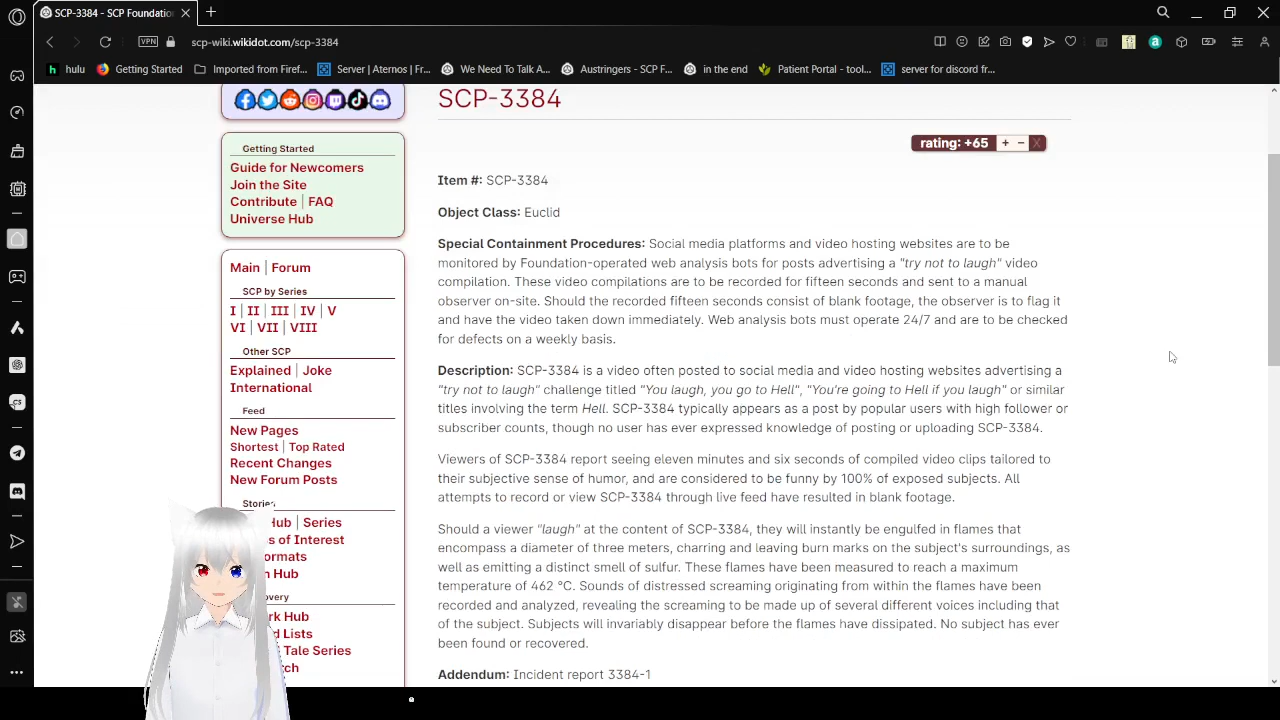 SCP-3384 - SCP Foundation
VPN
scp-wiki.wikidot.com/scp-3384
hulu
Getting Started
Imported from Firef...
Server | Aternos | Fr...
We Need To Talk A...
Austringers - SCP F...
in the end
Patient Portal - tool...
server for discord fr...
SCP-3384
rating: +65 + − X
Getting Started
Guide for Newcomers
Join the Site
Contribute | FAQ
Universe Hub
Main | Forum
SCP by Series
I | II | III | IV | V
VI | VII | VIII
Other SCP
Explained | Joke
International
Feed
New Pages
Shortest | Top Rated
Recent Changes
New Forum Posts
Stories
Hub | Series
s of Interest
ormats
n Hub
overy
rk Hub
d Lists
Tale Series
rch
Item #: SCP-3384
Object Class: Euclid
Special Containment Procedures: Social media platforms and video hosting websites are to be
monitored by Foundation-operated web analysis bots for posts advertising a "try not to laugh" video
compilation. These video compilations are to be recorded for fifteen seconds and sent to a manual
observer on-site. Should the recorded fifteen seconds consist of blank footage, the observer is to flag it
and have the video taken down immediately. Web analysis bots must operate 24/7 and are to be checked
for defects on a weekly basis.
Description: SCP-3384 is a video often posted to social media and video hosting websites advertising a
"try not to laugh" challenge titled "You laugh, you go to Hell", "You're going to Hell if you laugh" or similar
titles involving the term Hell. SCP-3384 typically appears as a post by popular users with high follower or
subscriber counts, though no user has ever expressed knowledge of posting or uploading SCP-3384.
Viewers of SCP-3384 report seeing eleven minutes and six seconds of compiled video clips tailored to
their subjective sense of humor, and are considered to be funny by 100% of exposed subjects. All
attempts to record or view SCP-3384 through live feed have resulted in blank footage.
Should a viewer "laugh" at the content of SCP-3384, they will instantly be engulfed in flames that
encompass a diameter of three meters, charring and leaving burn marks on the subject's surroundings, as
well as emitting a distinct smell of sulfur. These flames have been measured to reach a maximum
temperature of 462 °C. Sounds of distressed screaming originating from within the flames have been
recorded and analyzed, revealing the screaming to be made up of several different voices including that
of the subject. Subjects will invariably disappear before the flames have dissipated. No subject has ever
been found or recovered.
Addendum: Incident report 3384-1